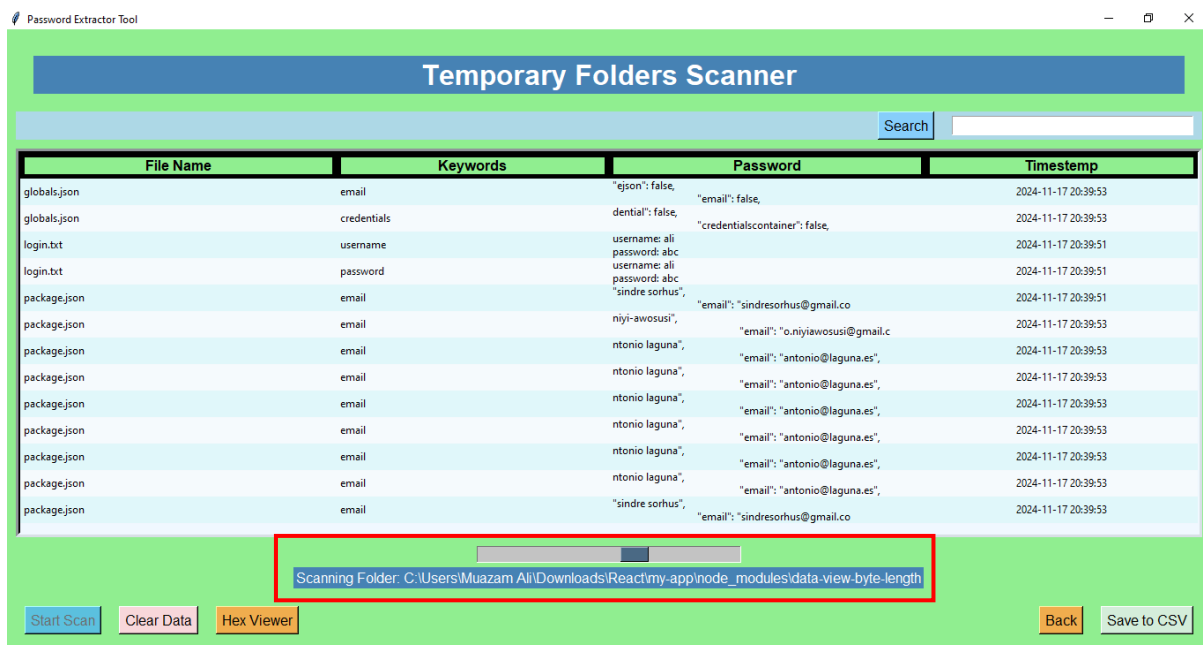 Password Extractor Tool
Temporary Folders Scanner
Search
File Name Keywords Password Timestemp
globals.json email "ejson": false, 2024-11-17 20:39:53
"email": false,
globals.json credentials dential": false, 2024-11-17 20:39:53
"credentialscontainer": false,
login.txt username username: ali 2024-11-17 20:39:51
password: abc
login.txt password username: ali 2024-11-17 20:39:51
password: abc
package.json email "sindre sorhus", 2024-11-17 20:39:51
"email": "sindresorhus@gmail.co
package.json email niyi-awosusi", 2024-11-17 20:39:53
"email": "o.niyiawosusi@gmail.c
package.json email ntonio laguna", 2024-11-17 20:39:53
"email": "antonio@laguna.es",
package.json email ntonio laguna", 2024-11-17 20:39:53
"email": "antonio@laguna.es",
package.json email ntonio laguna", 2024-11-17 20:39:53
"email": "antonio@laguna.es",
package.json email ntonio laguna", 2024-11-17 20:39:53
"email": "antonio@laguna.es",
package.json email ntonio laguna", 2024-11-17 20:39:53
"email": "antonio@laguna.es",
package.json email ntonio laguna", 2024-11-17 20:39:53
"email": "antonio@laguna.es",
package.json email "sindre sorhus", 2024-11-17 20:39:53
"email": "sindresorhus@gmail.co
Scanning Folder: C:\Users\Muazam Ali\Downloads\React\my-app\node_modules\data-view-byte-length
Start Scan Clear Data Hex Viewer Back Save to CSV